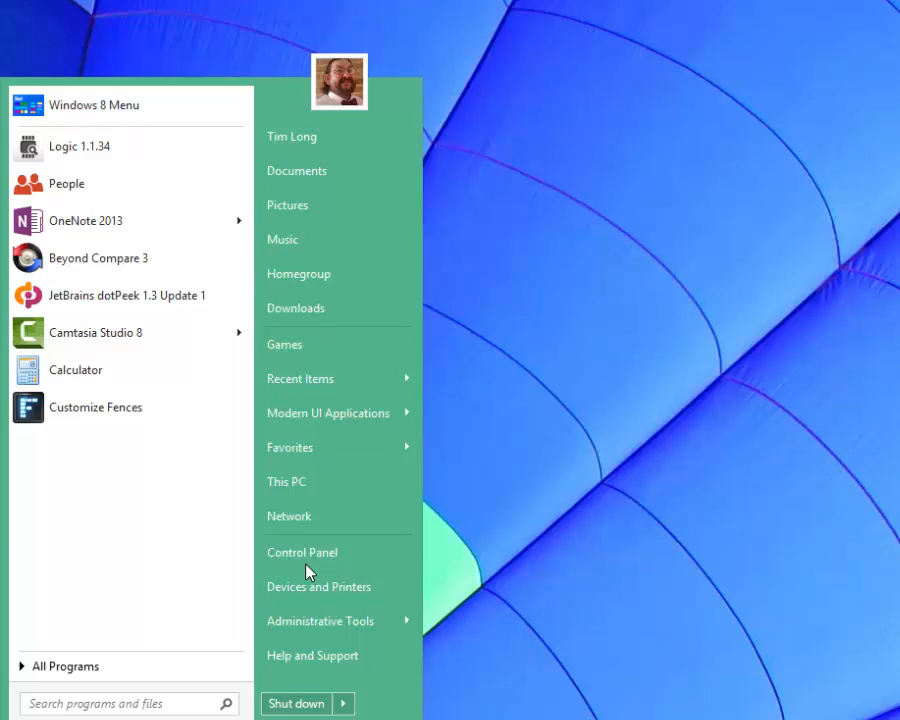 Windows 8 Menu
Logic 1.1.34
People
OneNote 2013
Beyond Compare 3
JetBrains dotPeek 1.3 Update 1
Camtasia Studio 8
Calculator
Customize Fences
All Programs
Search programs and files
Tim Long
Documents
Pictures
Music
Homegroup
Downloads
Games
Recent Items
Modern UI Applications
Favorites
This PC
Network
Control Panel
Devices and Printers
Administrative Tools
Help and Support
Shut down